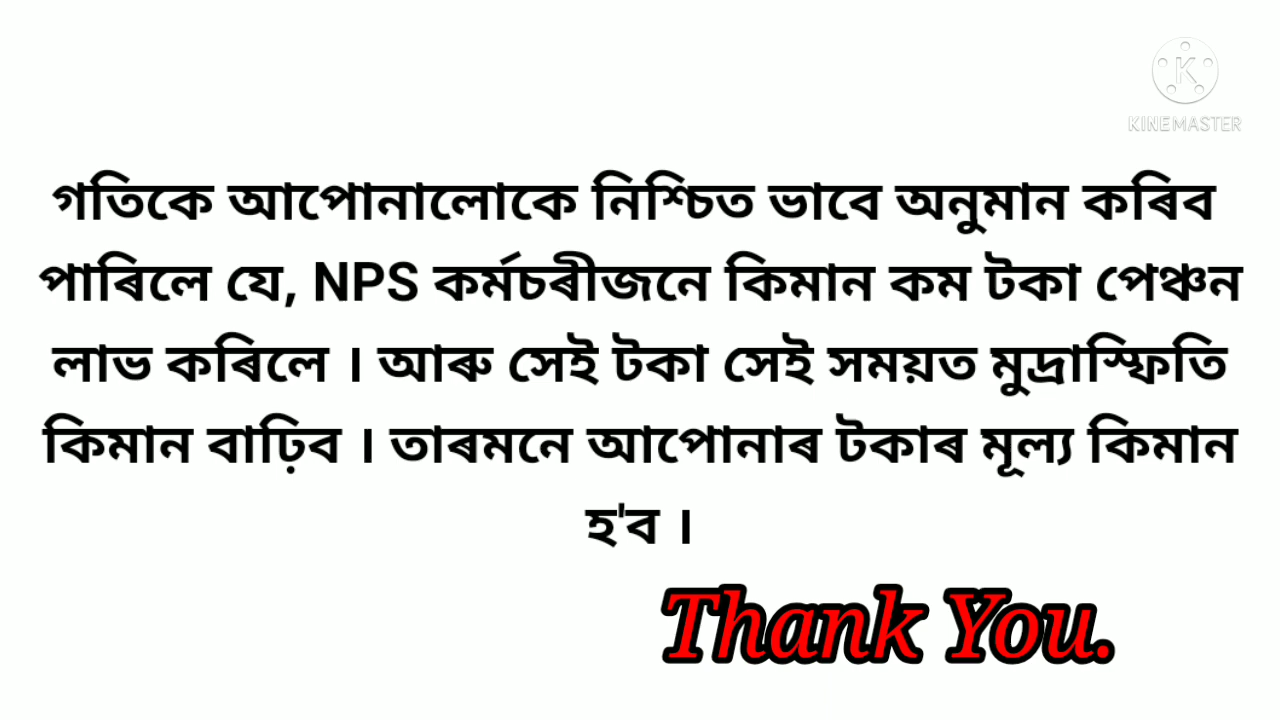 KINEMASTER
গতিকে আপোনালোকে নিশ্চিত ভাবে অনুমান কৰিব
পাৰিলে যে, NPS কৰ্মচৰীজনে কিমান কম টকা পেঞ্চন
লাভ কৰিলে । আৰু সেই টকা সেই সময়ত মুদ্ৰাস্ফিতি
কিমান বাঢ়িব । তাৰমনে আপোনাৰ টকাৰ মূল্য কিমান
হ'ব ।
Thank You.